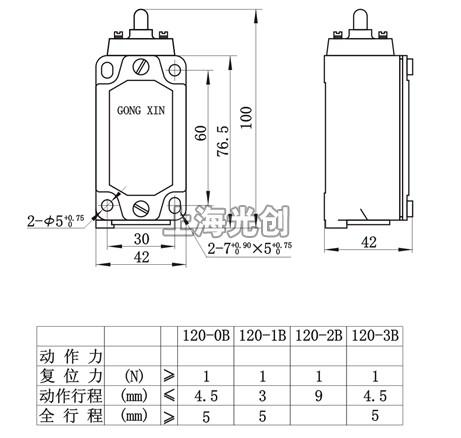 GONG XIN
60
76.5
100
2-Φ5+0.75 0
30
42
2-7+0.90 0×5+0.75 0
42
上海光创
120-0B 120-1B 120-2B 120-3B
动作力
复位力 (N) ≥ 1 1 1 1
动作行程 (mm) ≤ 4.5 3 9 4.5
全行程 (mm) ≥ 5 5 5